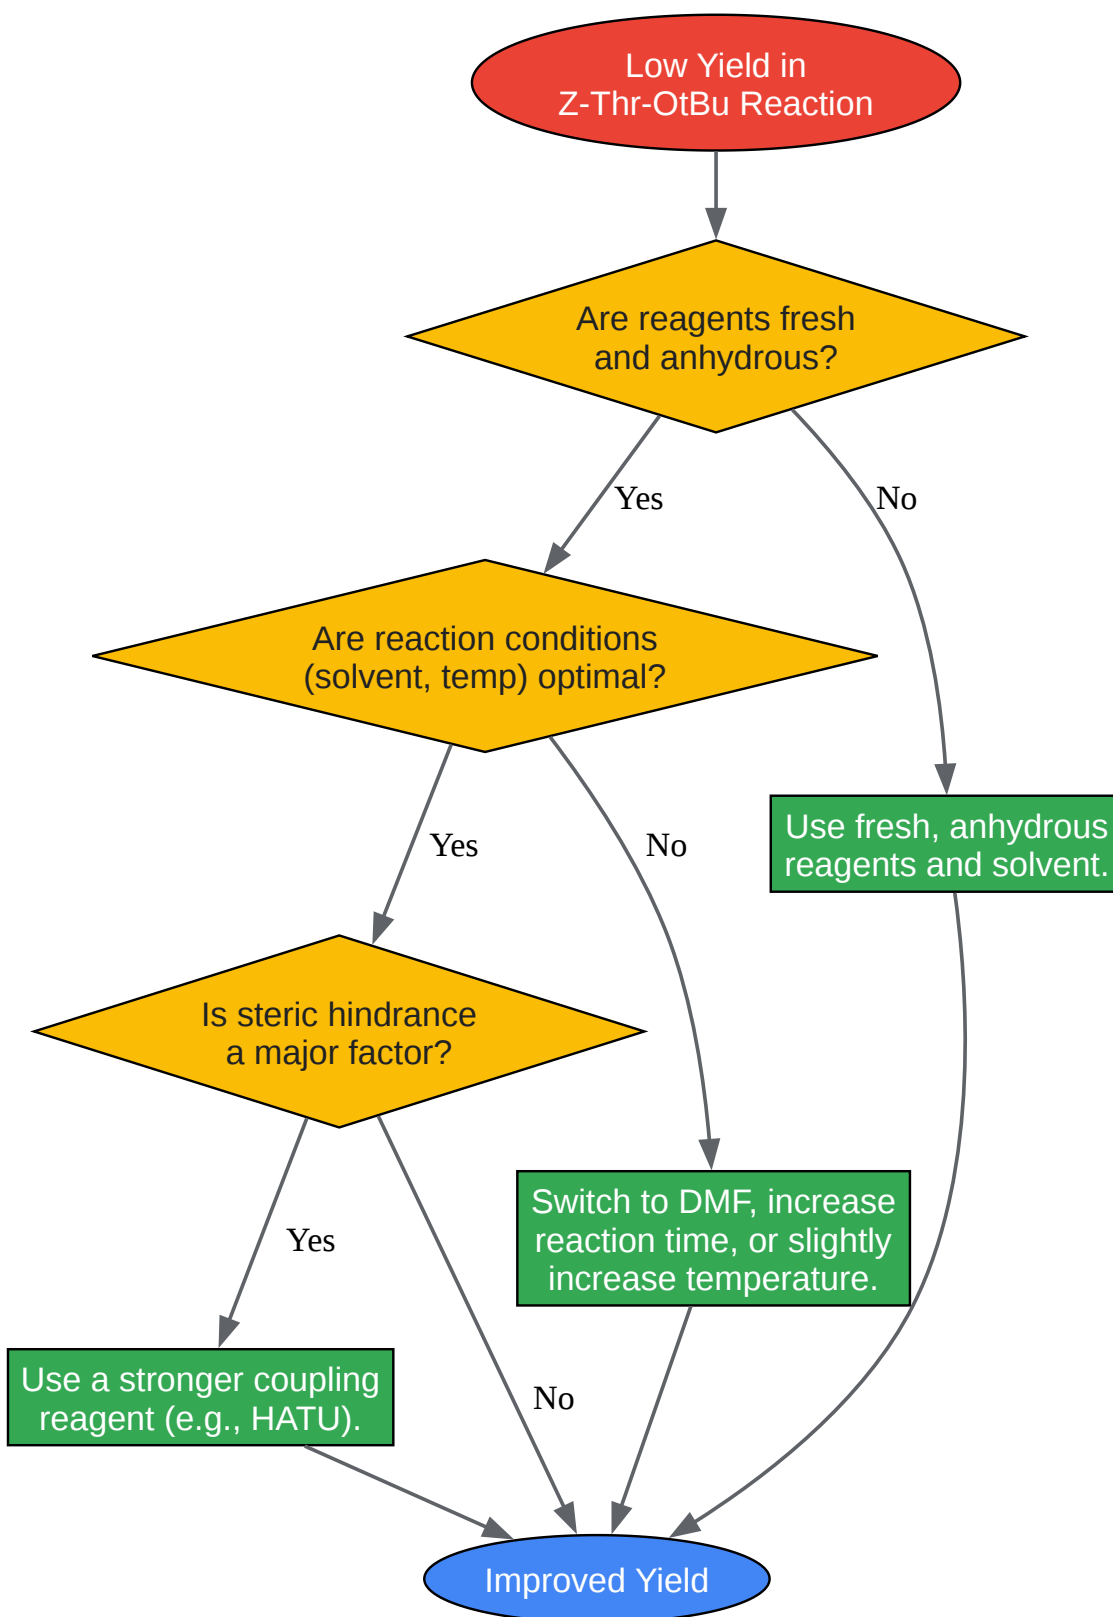 Low Yield in
Z-Thr-OtBu Reaction
Are reagents fresh
and anhydrous?
Yes
No
Are reaction conditions
(solvent, temp) optimal?
Yes
No
Use fresh, anhydrous
reagents and solvent.
Is steric hindrance
a major factor?
Yes
No
Switch to DMF, increase
reaction time, or slightly
increase temperature.
Use a stronger coupling
reagent (e.g., HATU).
Improved Yield